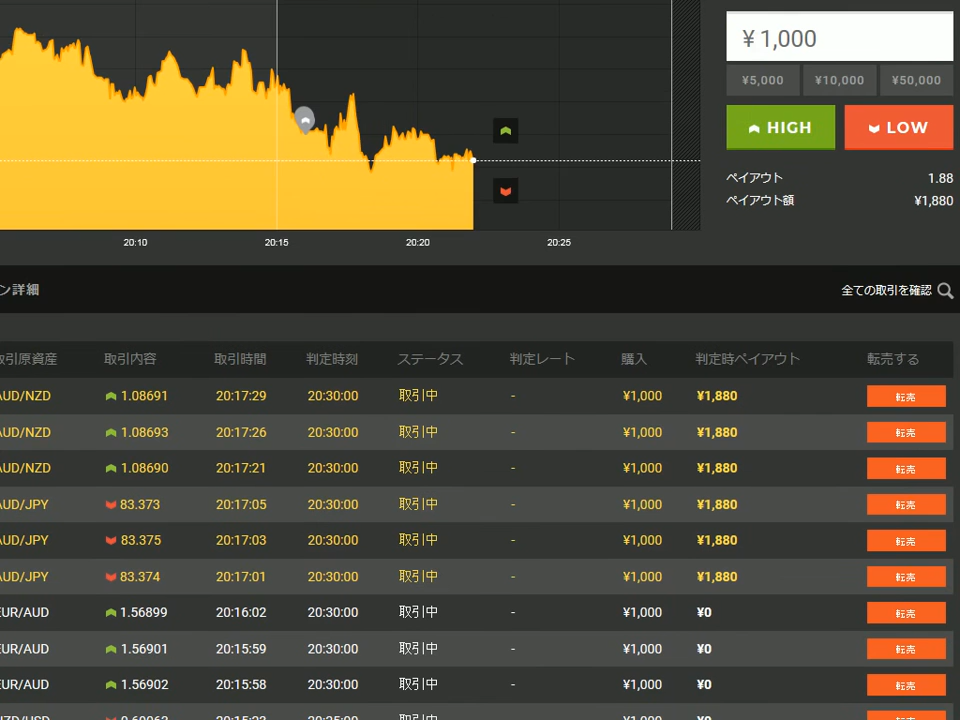 ¥ 1,000
¥5,000 ¥10,000 ¥50,000
HIGH LOW
ペイアウト 1.88
ペイアウト額 ¥1,880
20:10 20:15 20:20 20:25
ン詳細 全ての取引を確認
取引原資産 取引内容 取引時間 判定時刻 ステータス 判定レート 購入 判定時ペイアウト 転売する
AUD/NZD 1.08691 20:17:29 20:30:00 取引中 - ¥1,000 ¥1,880 転売
AUD/NZD 1.08693 20:17:26 20:30:00 取引中 - ¥1,000 ¥1,880 転売
AUD/NZD 1.08690 20:17:21 20:30:00 取引中 - ¥1,000 ¥1,880 転売
AUD/JPY 83.373 20:17:05 20:30:00 取引中 - ¥1,000 ¥1,880 転売
AUD/JPY 83.375 20:17:03 20:30:00 取引中 - ¥1,000 ¥1,880 転売
AUD/JPY 83.374 20:17:01 20:30:00 取引中 - ¥1,000 ¥1,880 転売
EUR/AUD 1.56899 20:16:02 20:30:00 取引中 - ¥1,000 ¥0 転売
EUR/AUD 1.56901 20:15:59 20:30:00 取引中 - ¥1,000 ¥0 転売
EUR/AUD 1.56902 20:15:58 20:30:00 取引中 - ¥1,000 ¥0 転売